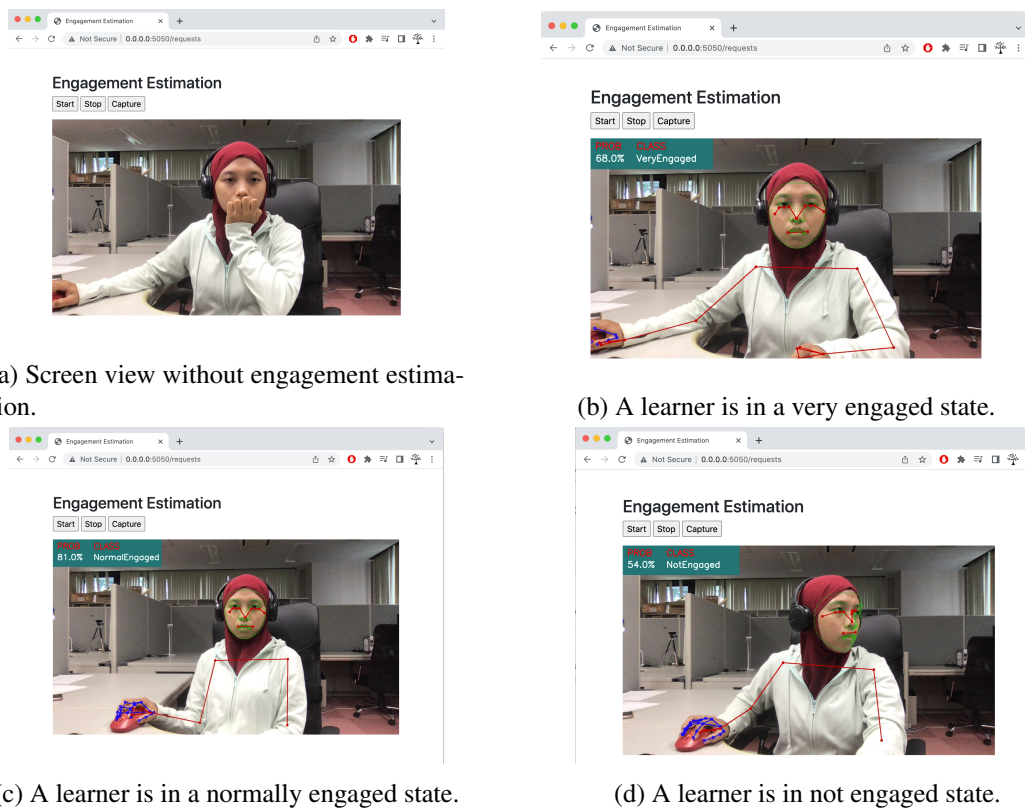 Engagement Estimation
Not Secure | 0.0.0.0:5050/requests
Engagement Estimation
Start Stop Capture
a) Screen view without engagement estima-
ion.
Engagement Estimation
Not Secure | 0.0.0.0:5050/requests
Engagement Estimation
Start Stop Capture
PROB CLASS
68.0% VeryEngaged
(b) A learner is in a very engaged state.
Engagement Estimation
Not Secure | 0.0.0.0:5050/requests
Engagement Estimation
Start Stop Capture
PROB CLASS
81.0% NormalEngaged
(c) A learner is in a normally engaged state.
Engagement Estimation
Not Secure | 0.0.0.0:5050/requests
Engagement Estimation
Start Stop Capture
PROB CLASS
54.0% NotEngaged
(d) A learner is in not engaged state.